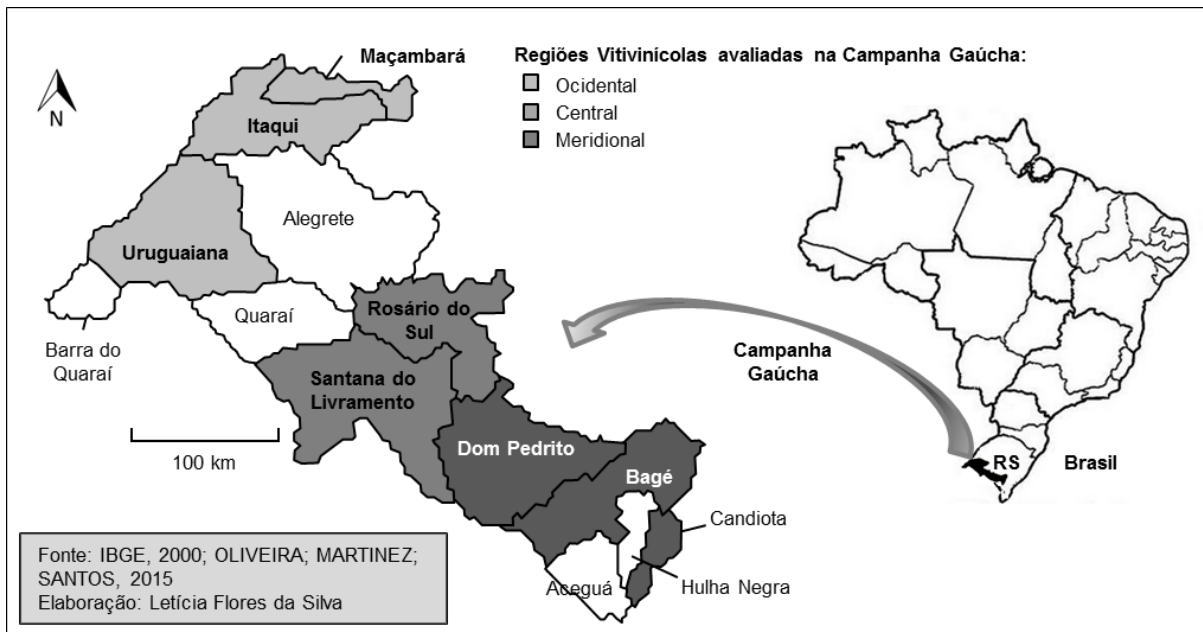 Maçambará
Regiões Vitivinícolas avaliadas na Campanha Gaúcha:
Ocidental
Central
Meridional
N
Itaqui
Alegrete
Uruguaiana
Quaraí
Rosário do
Sul
Barra do
Quaraí
Santana do
Livramento
Campanha
Gaúcha
100 km
Dom Pedrito
Bagé
RS
Brasil
Candiota
Aceguá
Hulha Negra
Fonte: IBGE, 2000; OLIVEIRA; MARTINEZ;
SANTOS, 2015
Elaboração: Letícia Flores da Silva